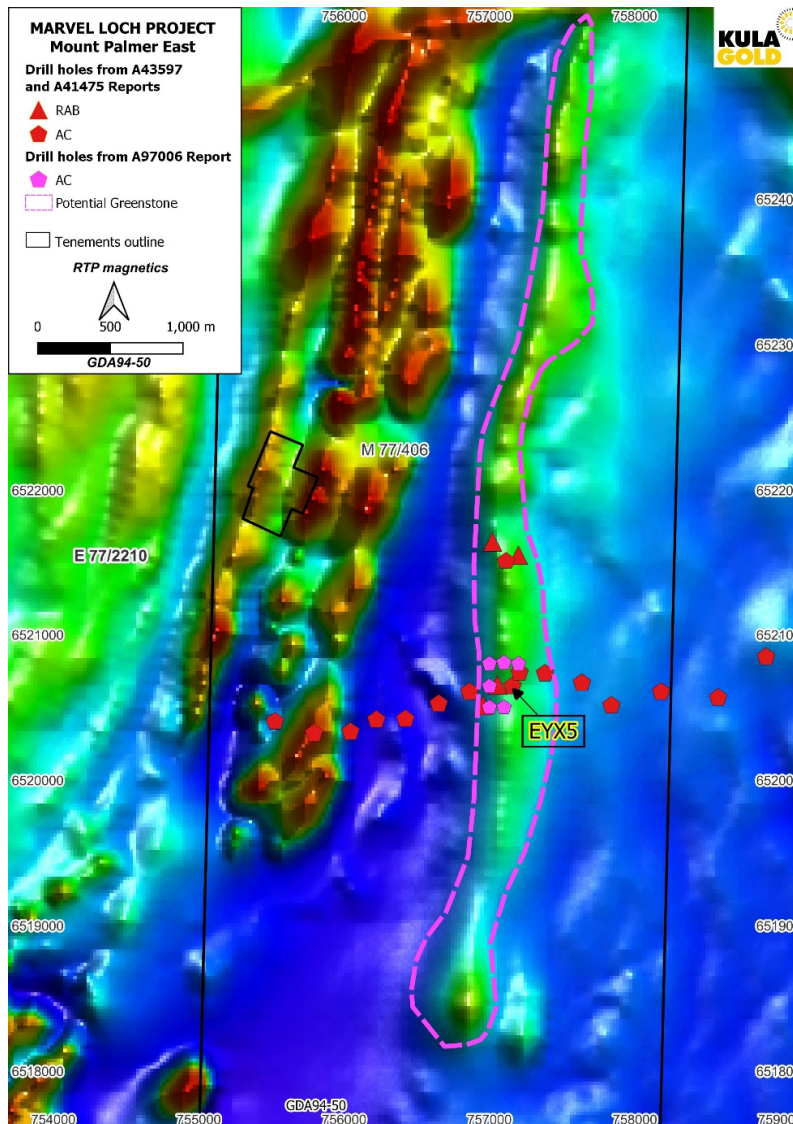 756000
757000
758000
MARVEL LOCH PROJECT
Mount Palmer East
Drill holes from A43597
and A41475 Reports
RAB
AC
Drill holes from A97006 Report
AC
Potential Greenstone
Tenements outline
RTP magnetics
0 500 1,000 m
GDA94-50
KULA
GOLD
65240
65230
M 77/406
6522000
65220
E 77/2210
6521000
65210
EYX5
6520000
65200
6519000
65190
6518000
65180
GDA94-50
754000
755000
756000
757000
758000
75900